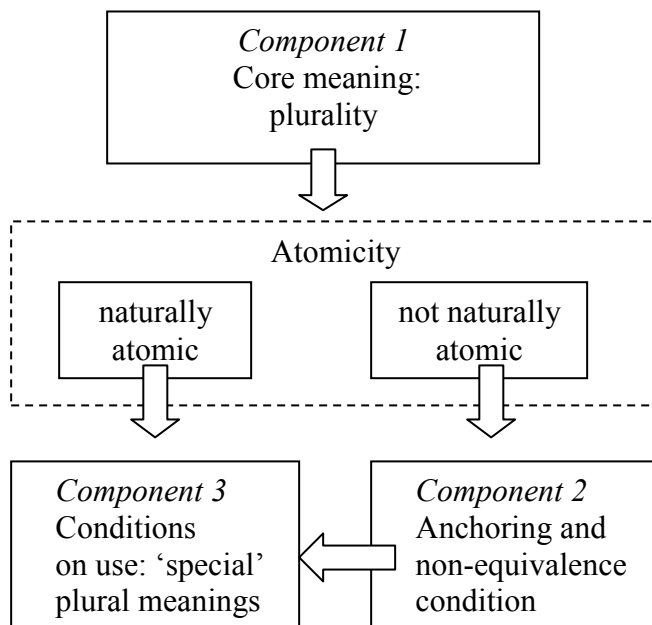 Component 1
Core meaning:
plurality
Atomicity
naturally
atomic
not naturally
atomic
Component 3
Conditions
on use: ‘special’
plural meanings
Component 2
Anchoring and
non-equivalence
condition